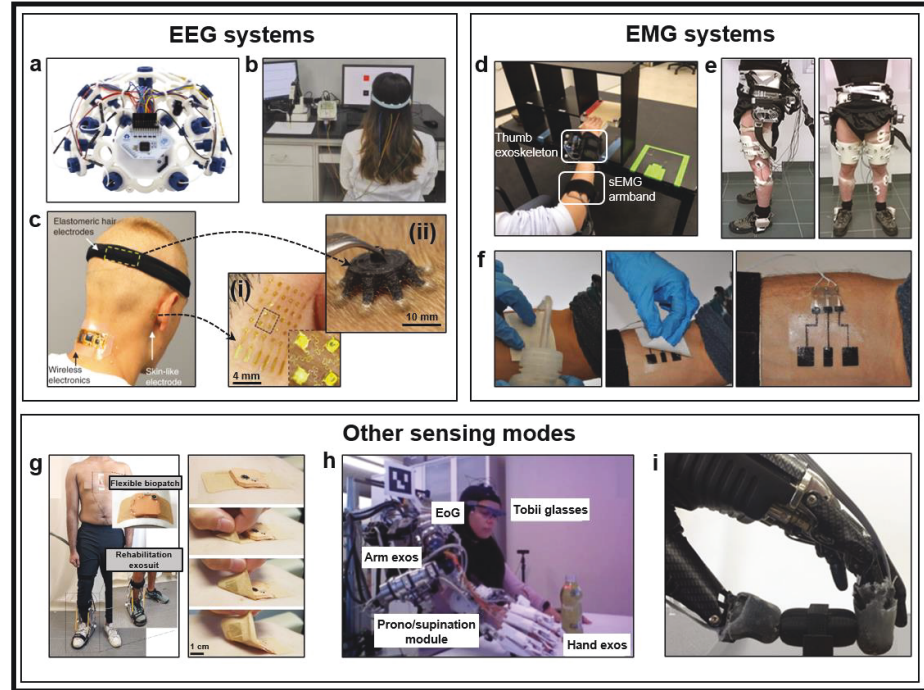 EEG systems
a
b
c
Elastomeric hair
electrodes
Wireless
electronics
Skin-like
electrode
(i)
4 mm
(ii)
10 mm
EMG systems
d
Thumb
exoskeleton
sEMG
armband
e
f
Other sensing modes
g
Flexible biopatch
Rehabilitation
exosuit
1 cm
h
EoG
Tobii glasses
Arm exos
Prono/supination
module
Hand exos
i